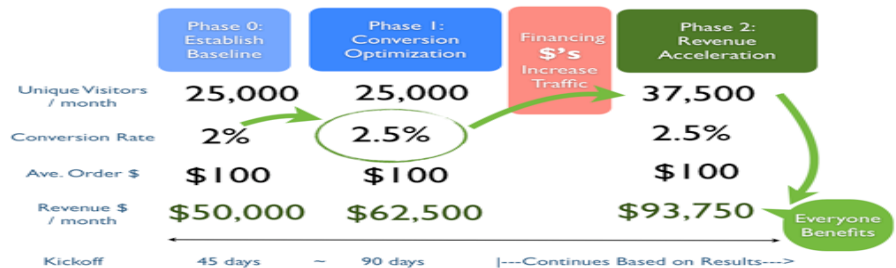 Phase 0:
Establish
Baseline
Phase 1:
Conversion
Optimization
Financing
$'s
Increase
Traffic
Phase 2:
Revenue
Acceleration
Unique Visitors
/ month
25,000
25,000
37,500
Conversion Rate
2%
2.5%
2.5%
Ave. Order $
$100
$100
$100
Revenue $
/ month
$50,000
$62,500
$93,750
Everyone
Benefits
Kickoff
45 days
~
90 days
|---Continues Based on Results--->